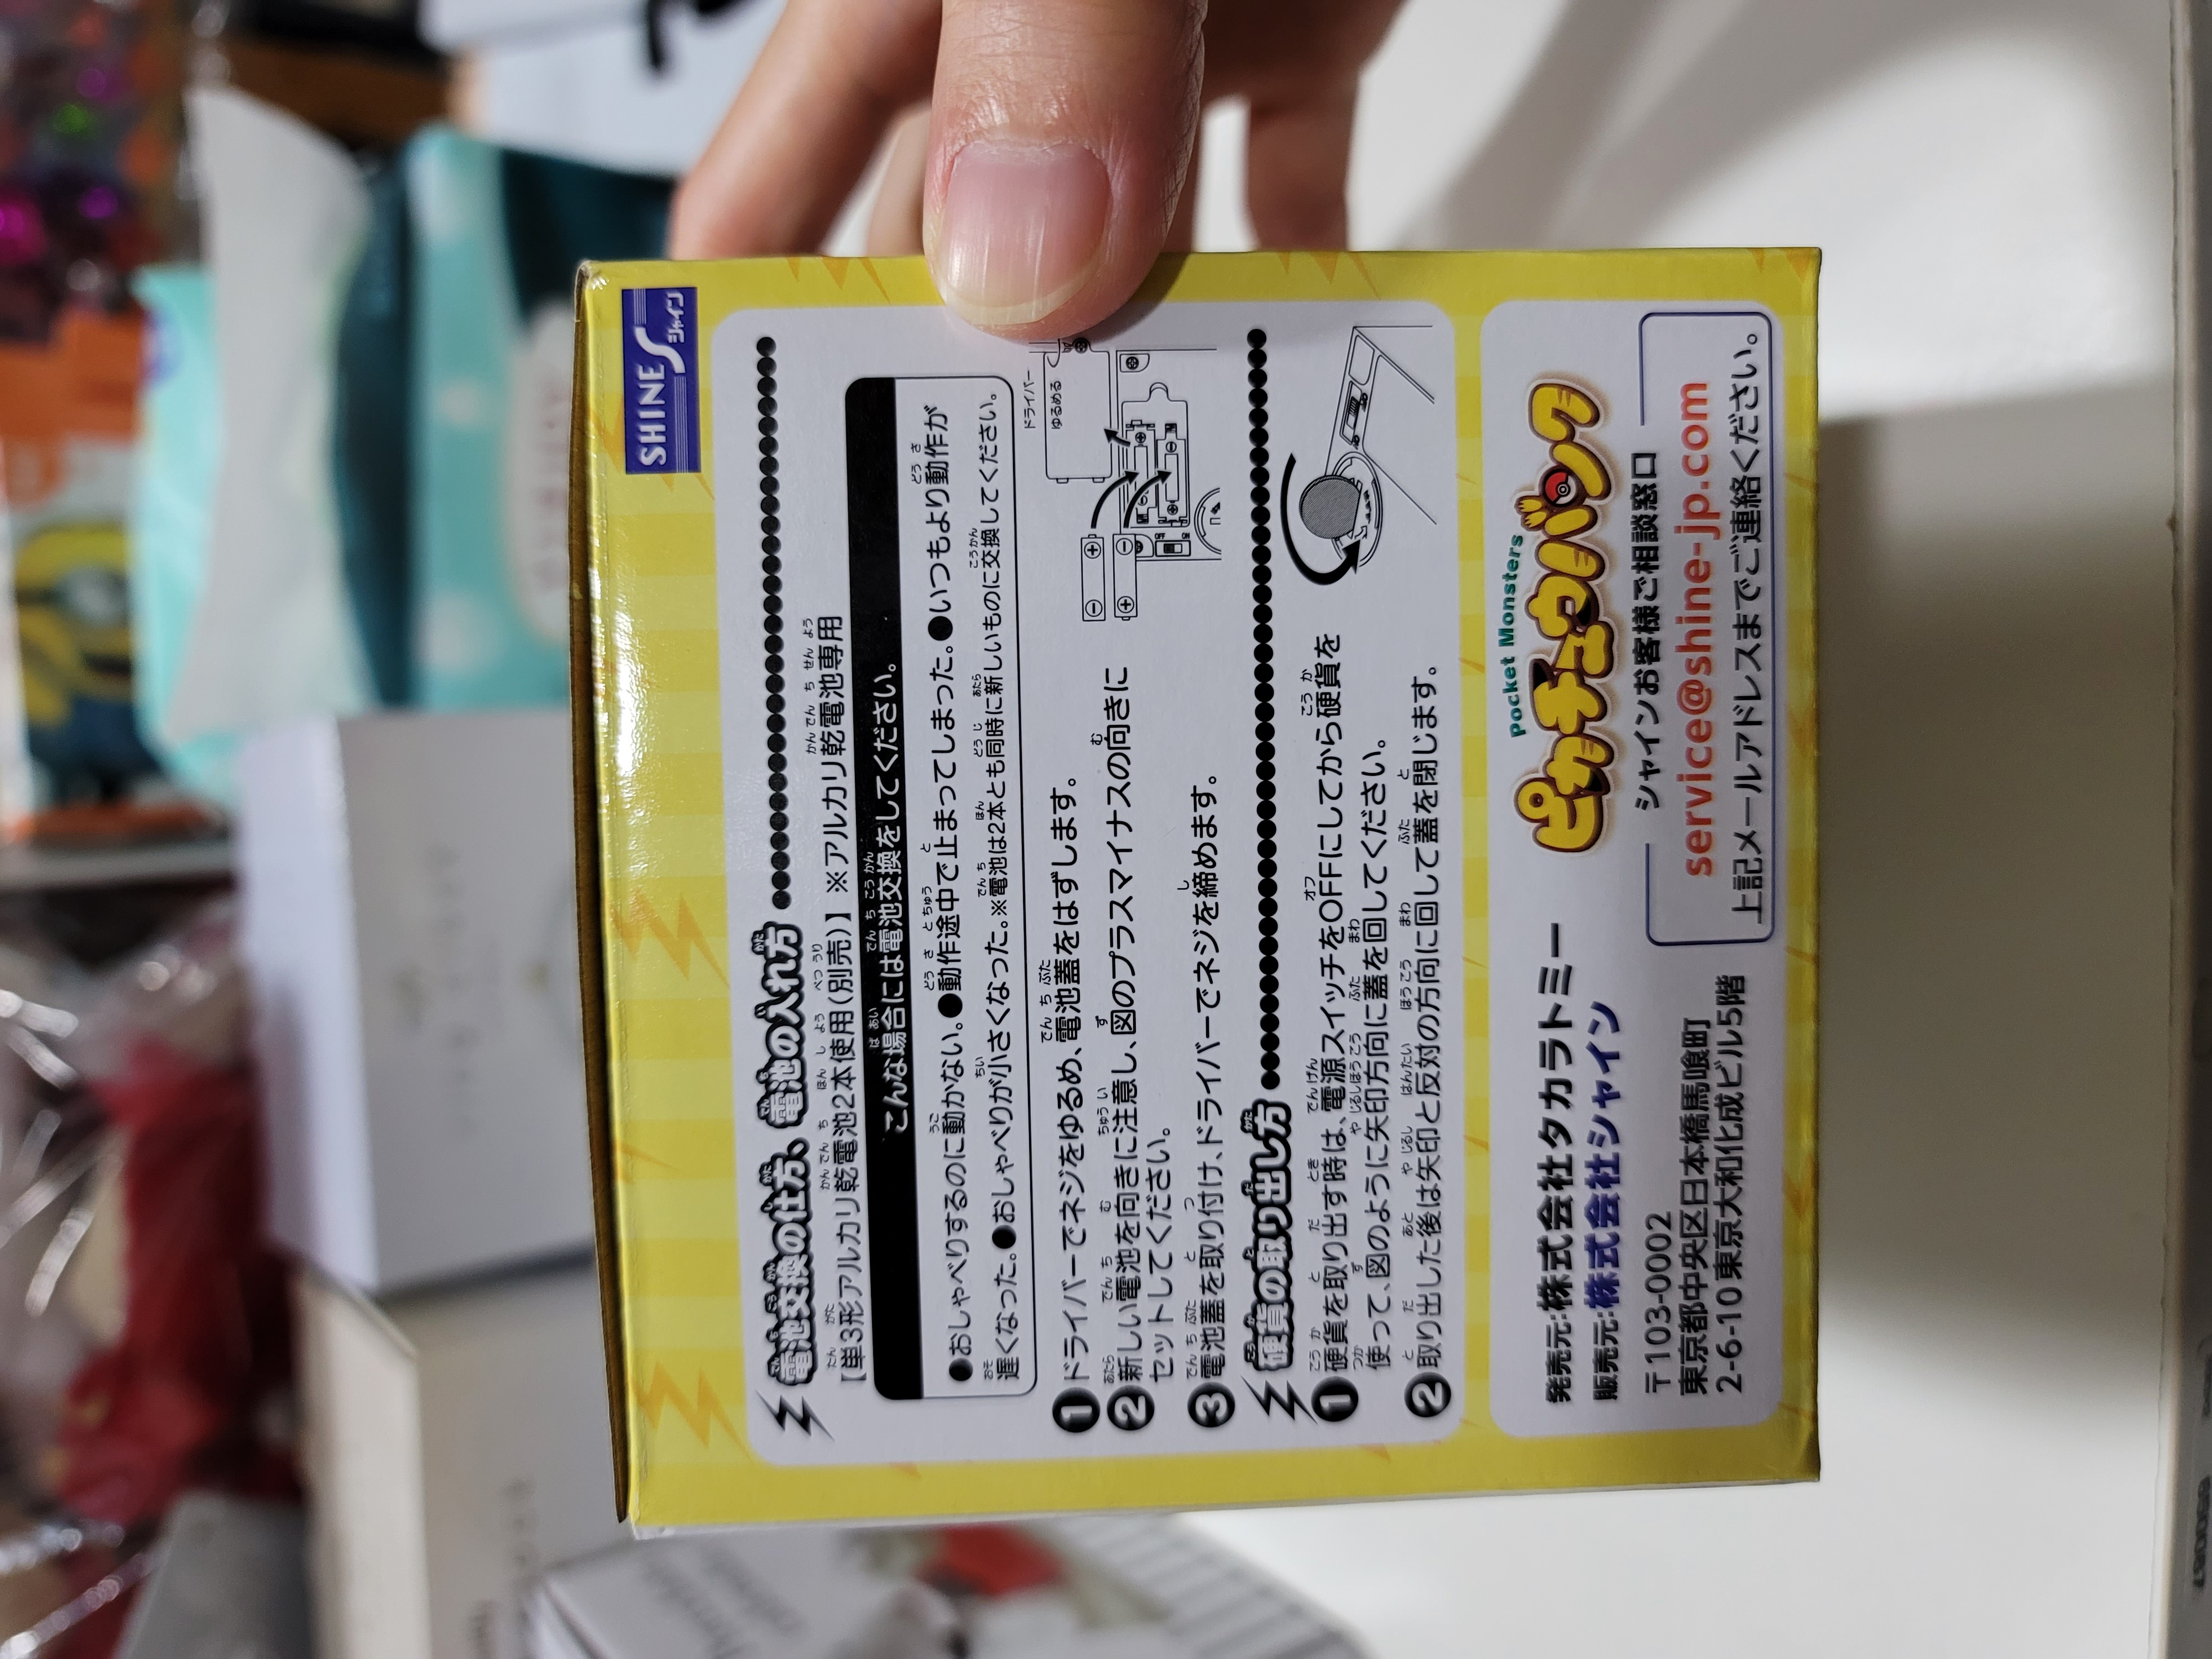 SHINE
シャイン
電池交換の仕方、電池の入れ方
【単3形アルカリ乾電池2本使用(別売)】 ※アルカリ乾電池専用
こんな場合には電池交換をしてください。
●おしゃべりするのに動かない。●動作途中で止まってしまった。●いつもより動作が
遅くなった。●おしゃべりが小さくなった。※電池は2本とも同時に新しいものに交換してください。
1 ドライバーでネジをゆるめ、電池蓋をはずします。
2 新しい電池を向きに注意し、図のプラスマイナスの向きに
セットしてください。
3 電池蓋を取り付け、ドライバーでネジを締めます。
ドライバー
ゆるめる
硬貨の取り出し方
1 硬貨を取り出す時は、電源スイッチをOFFにしてから硬貨を
使って、図のように矢印方向に蓋を回してください。
2 取り出した後は矢印と反対の方向に回して蓋を閉じます。
発売元:株式会社タカラトミー
販売元:株式会社シャイン
〒103-0002
東京都中央区日本橋馬喰町
2-6-10 東京大和化成ビル5階
Pocket Monsters
ピカチュウバンク
シャインお客様ご相談窓口
service@shine-jp.com
上記メールアドレスまでご連絡ください。